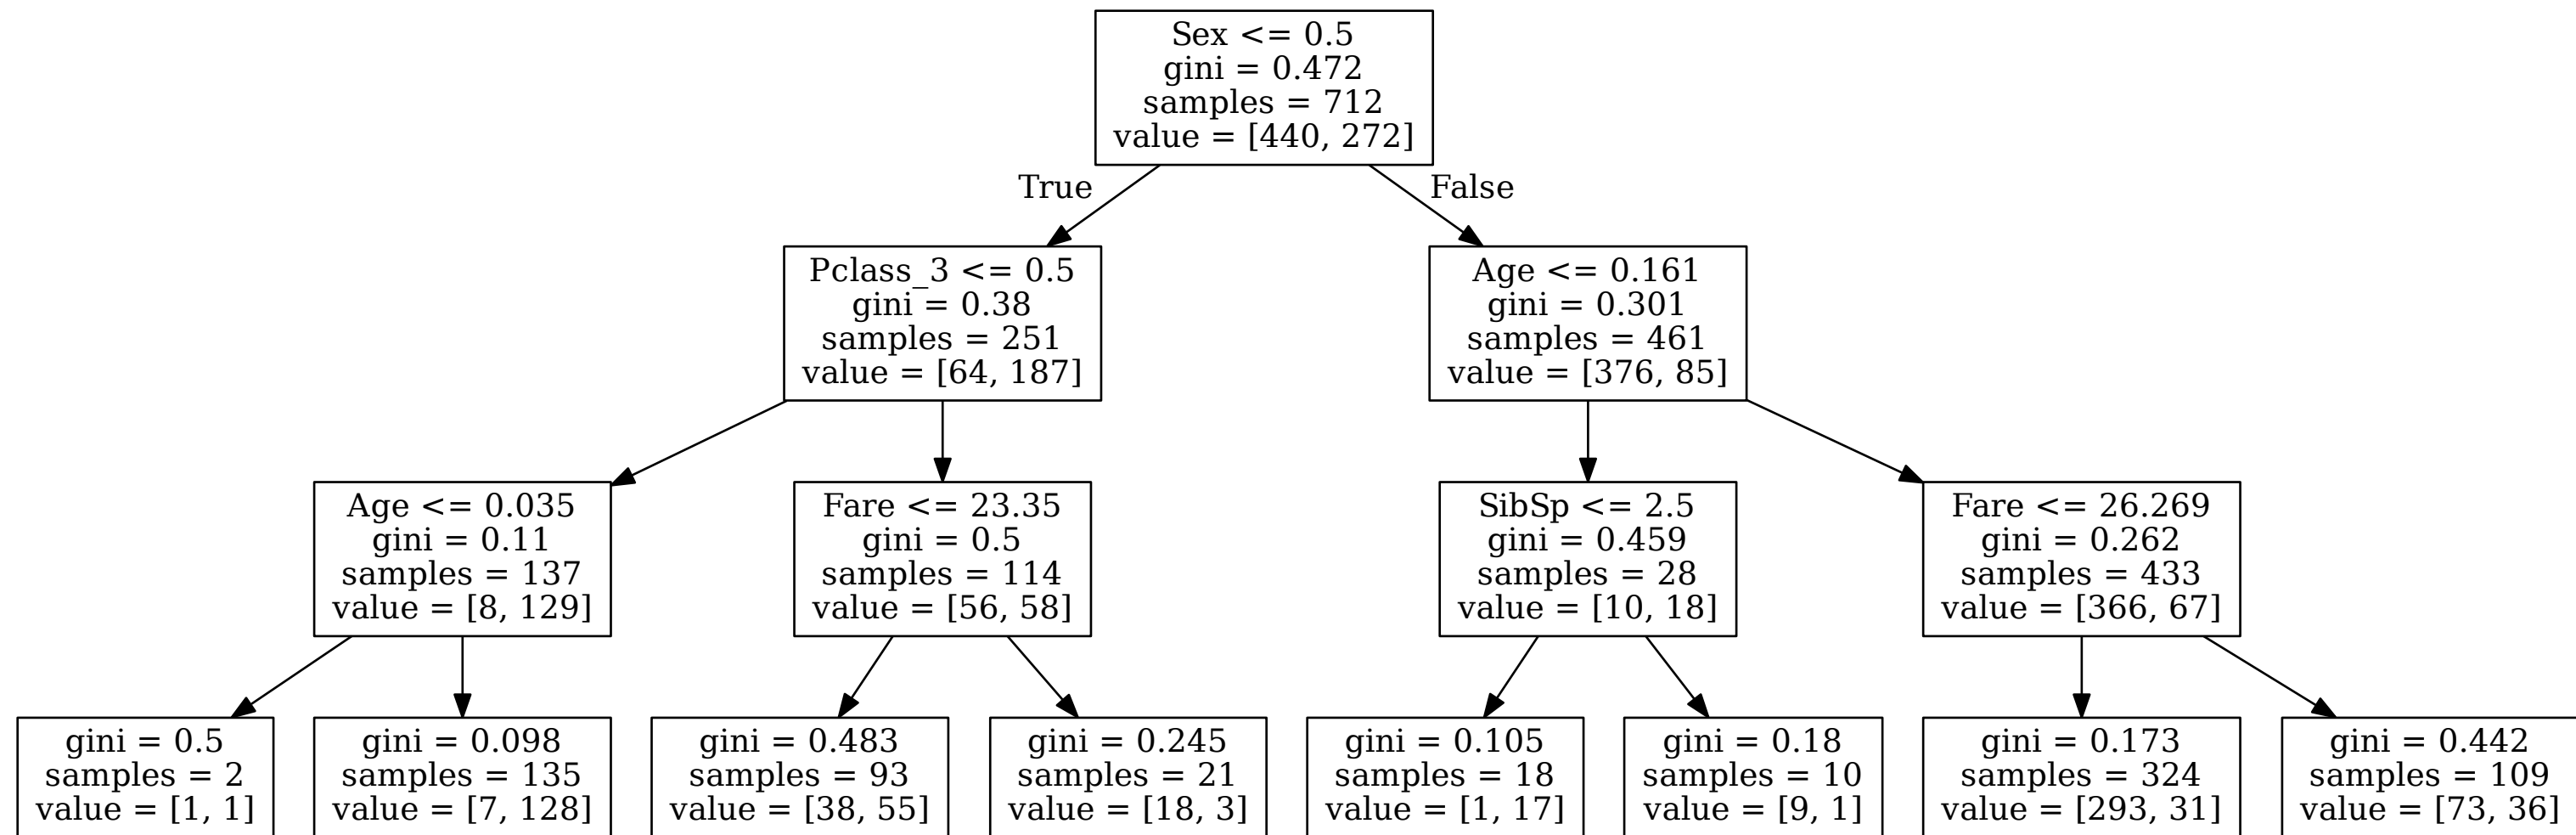 Sex <= 0.5
gini = 0.472
samples = 712
value = [440, 272]
True
False
Pclass_3 <= 0.5
gini = 0.38
samples = 251
value = [64, 187]
Age <= 0.161
gini = 0.301
samples = 461
value = [376, 85]
Age <= 0.035
gini = 0.11
samples = 137
value = [8, 129]
Fare <= 23.35
gini = 0.5
samples = 114
value = [56, 58]
SibSp <= 2.5
gini = 0.459
samples = 28
value = [10, 18]
Fare <= 26.269
gini = 0.262
samples = 433
value = [366, 67]
gini = 0.5
samples = 2
value = [1, 1]
gini = 0.098
samples = 135
value = [7, 128]
gini = 0.483
samples = 93
value = [38, 55]
gini = 0.245
samples = 21
value = [18, 3]
gini = 0.105
samples = 18
value = [1, 17]
gini = 0.18
samples = 10
value = [9, 1]
gini = 0.173
samples = 324
value = [293, 31]
gini = 0.442
samples = 109
value = [73, 36]